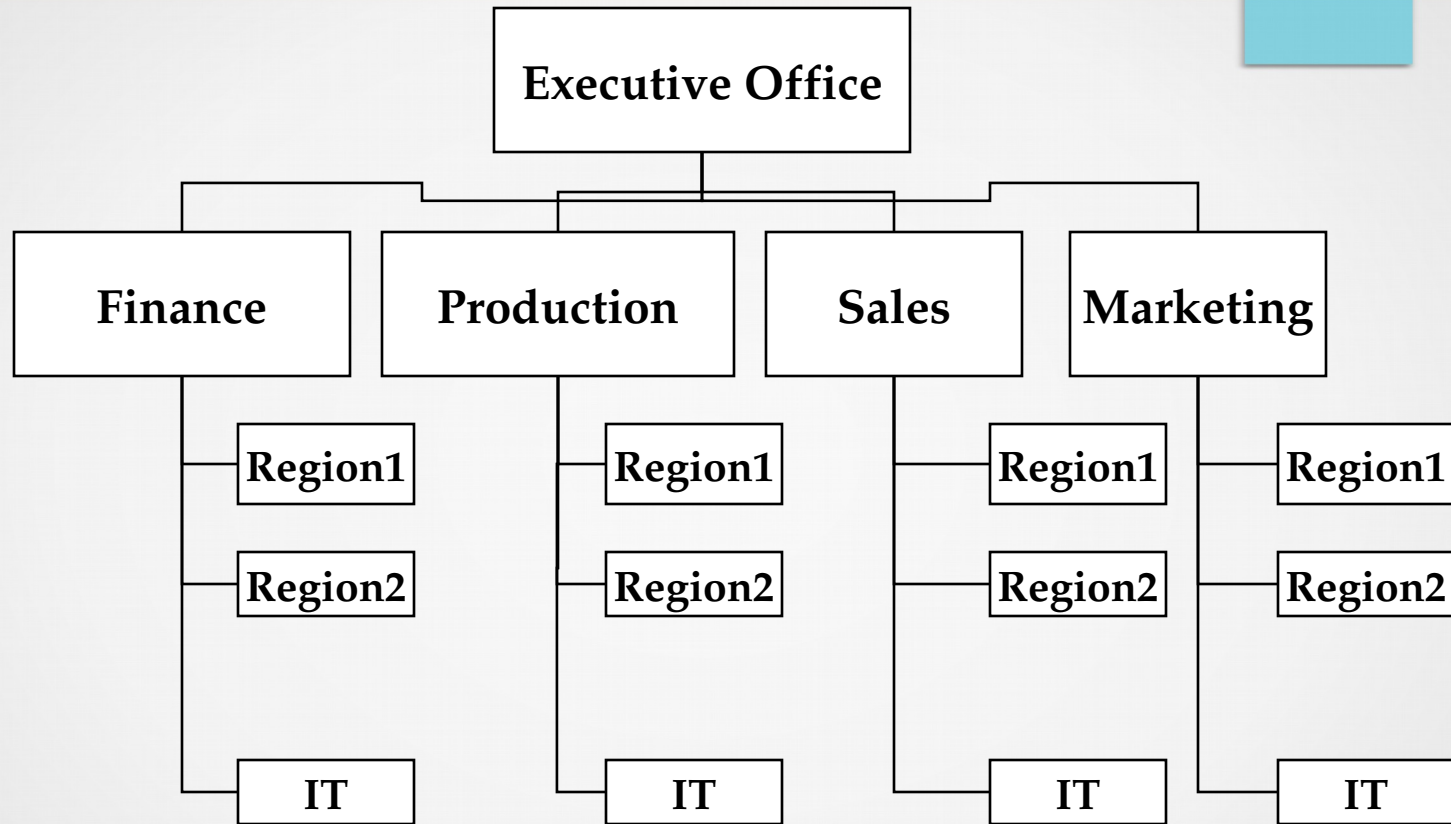 Executive Office
Finance
Production
Sales
Marketing
Region1
Region1
Region1
Region1
Region2
Region2
Region2
Region2
IT
IT
IT
IT